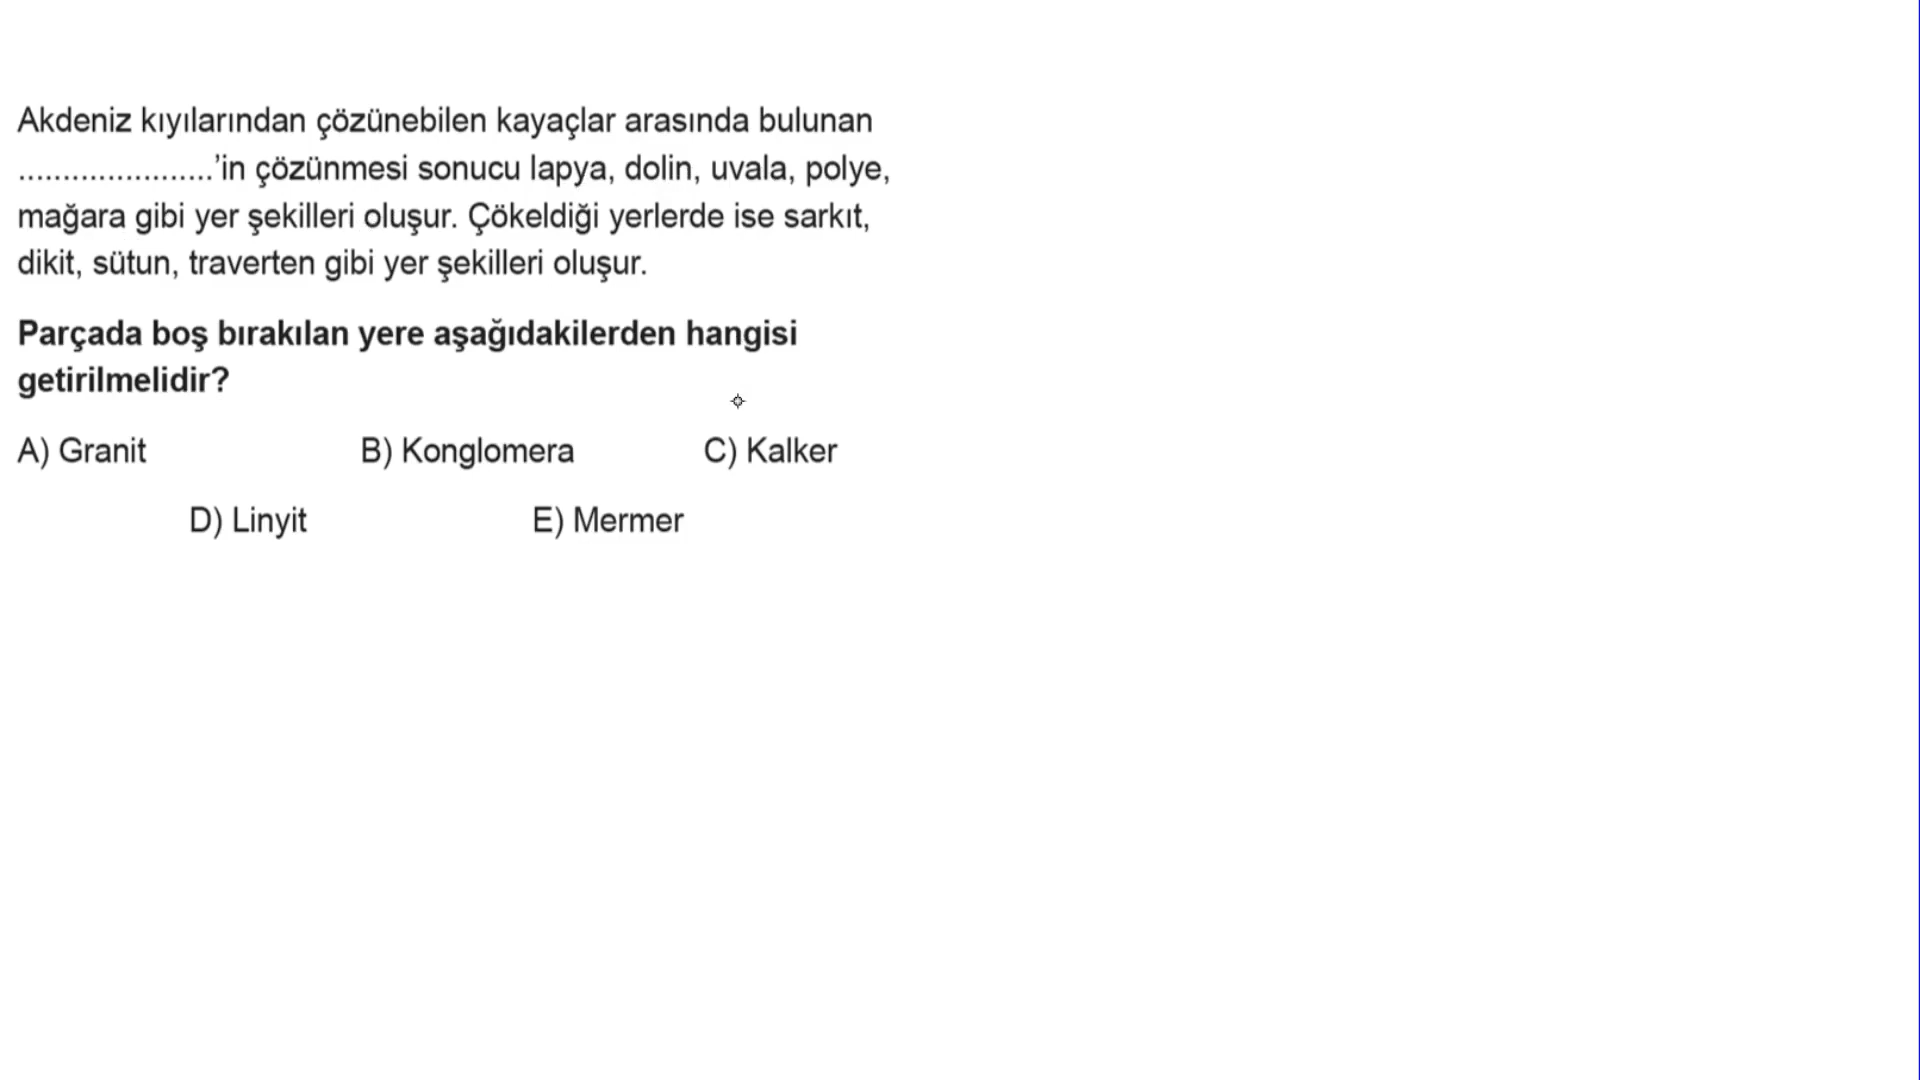 Akdeniz kıyılarından çözünebilen kayaçlar arasında bulunan
......................’in çözünmesi sonucu lapya, dolin, uvala, polye,
mağara gibi yer şekilleri oluşur. Çökeldiği yerlerde ise sarkıt,
dikit, sütun, traverten gibi yer şekilleri oluşur.
Parçada boş bırakılan yere aşağıdakilerden hangisi
getirilmelidir?
A) Granit B) Konglomera C) Kalker
D) Linyit E) Mermer